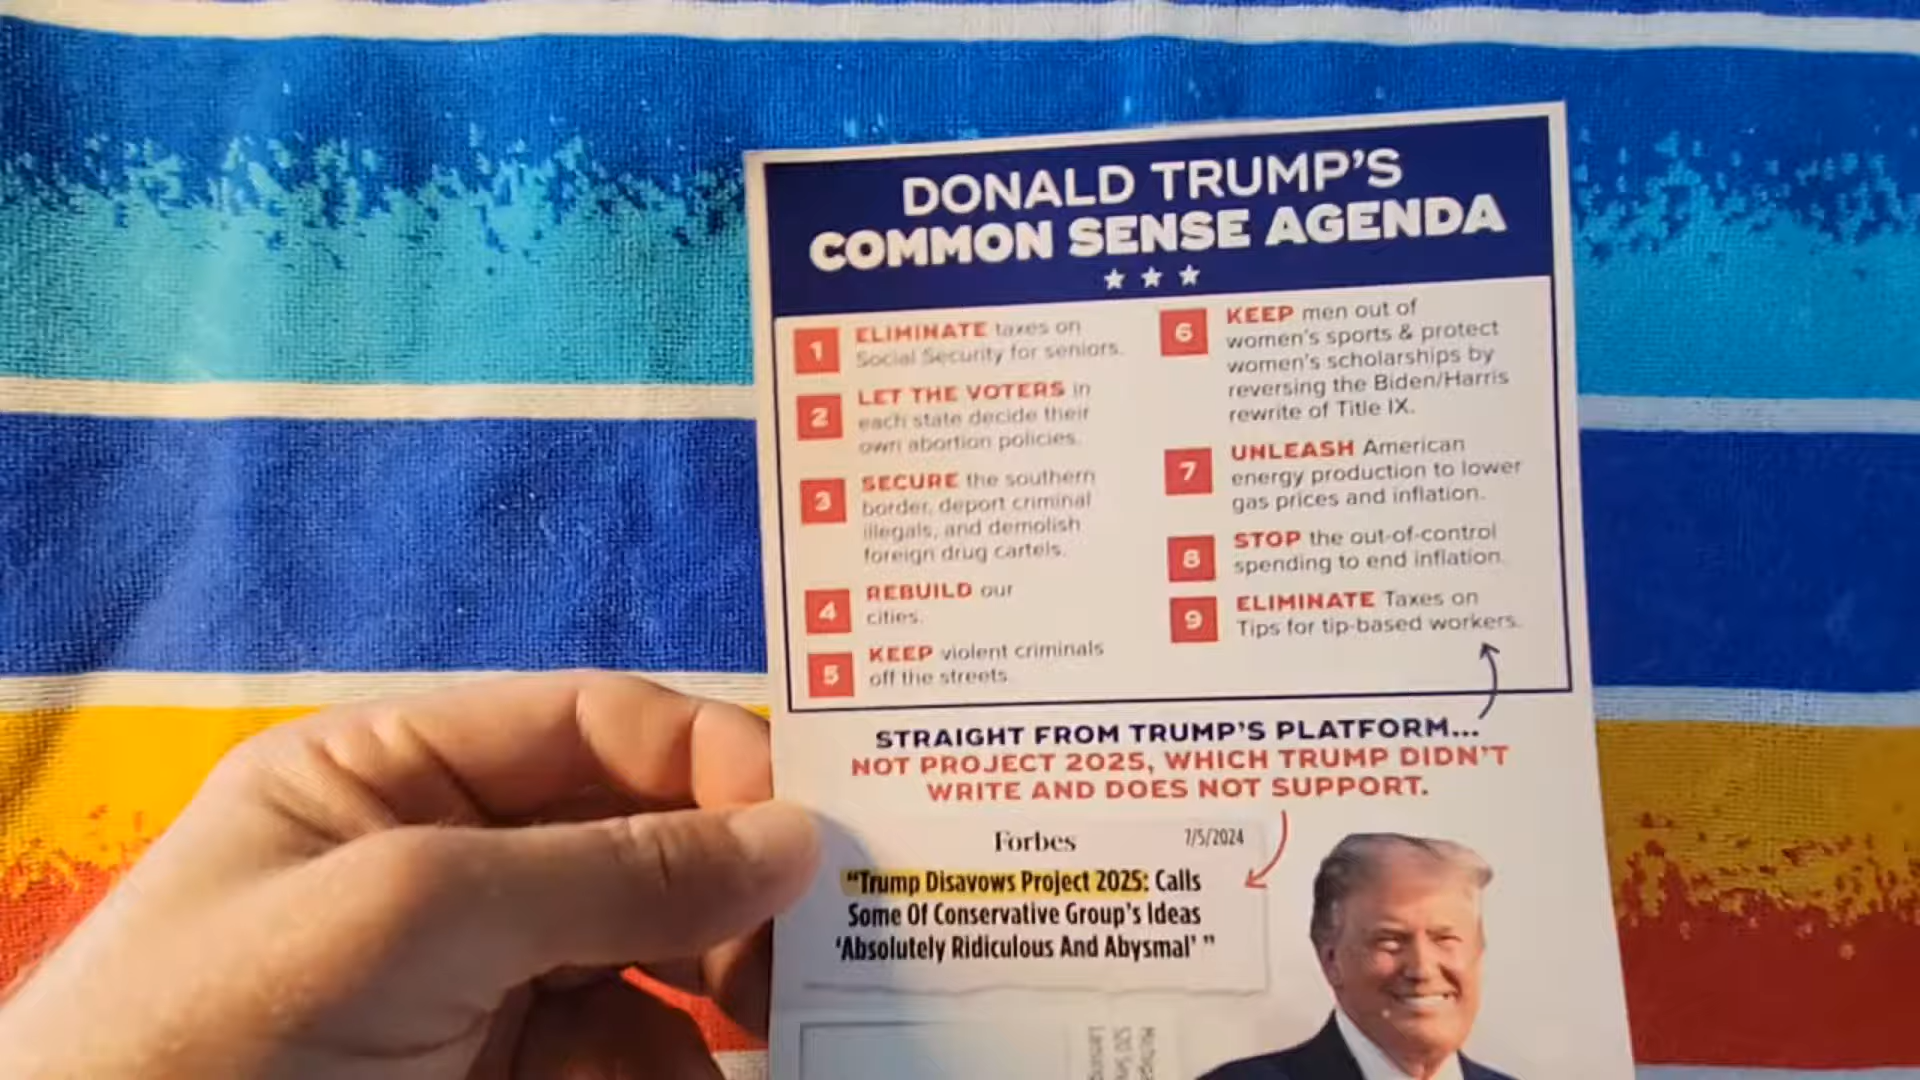 DONALD TRUMP'S
COMMON SENSE AGENDA
1
ELIMINATE taxes on
Social Security for seniors.
2
LET THE VOTERS in
each state decide their
own abortion policies.
3
SECURE the southern
border, deport criminal
illegals, and demolish
foreign drug cartels.
4
REBUILD our
cities.
5
KEEP violent criminals
off the streets.
6
KEEP men out of
women's sports & protect
women's scholarships by
reversing the Biden/Harris
rewrite of Title IX.
7
UNLEASH American
energy production to lower
gas prices and inflation.
8
STOP the out-of-control
spending to end inflation.
9
ELIMINATE Taxes on
Tips for tip-based workers.
STRAIGHT FROM TRUMP'S PLATFORM...
NOT PROJECT 2025, WHICH TRUMP DIDN'T
WRITE AND DOES NOT SUPPORT.
Forbes 7/5/2024
"Trump Disavows Project 2025: Calls
Some Of Conservative Group's Ideas
'Absolutely Ridiculous And Abysmal' "